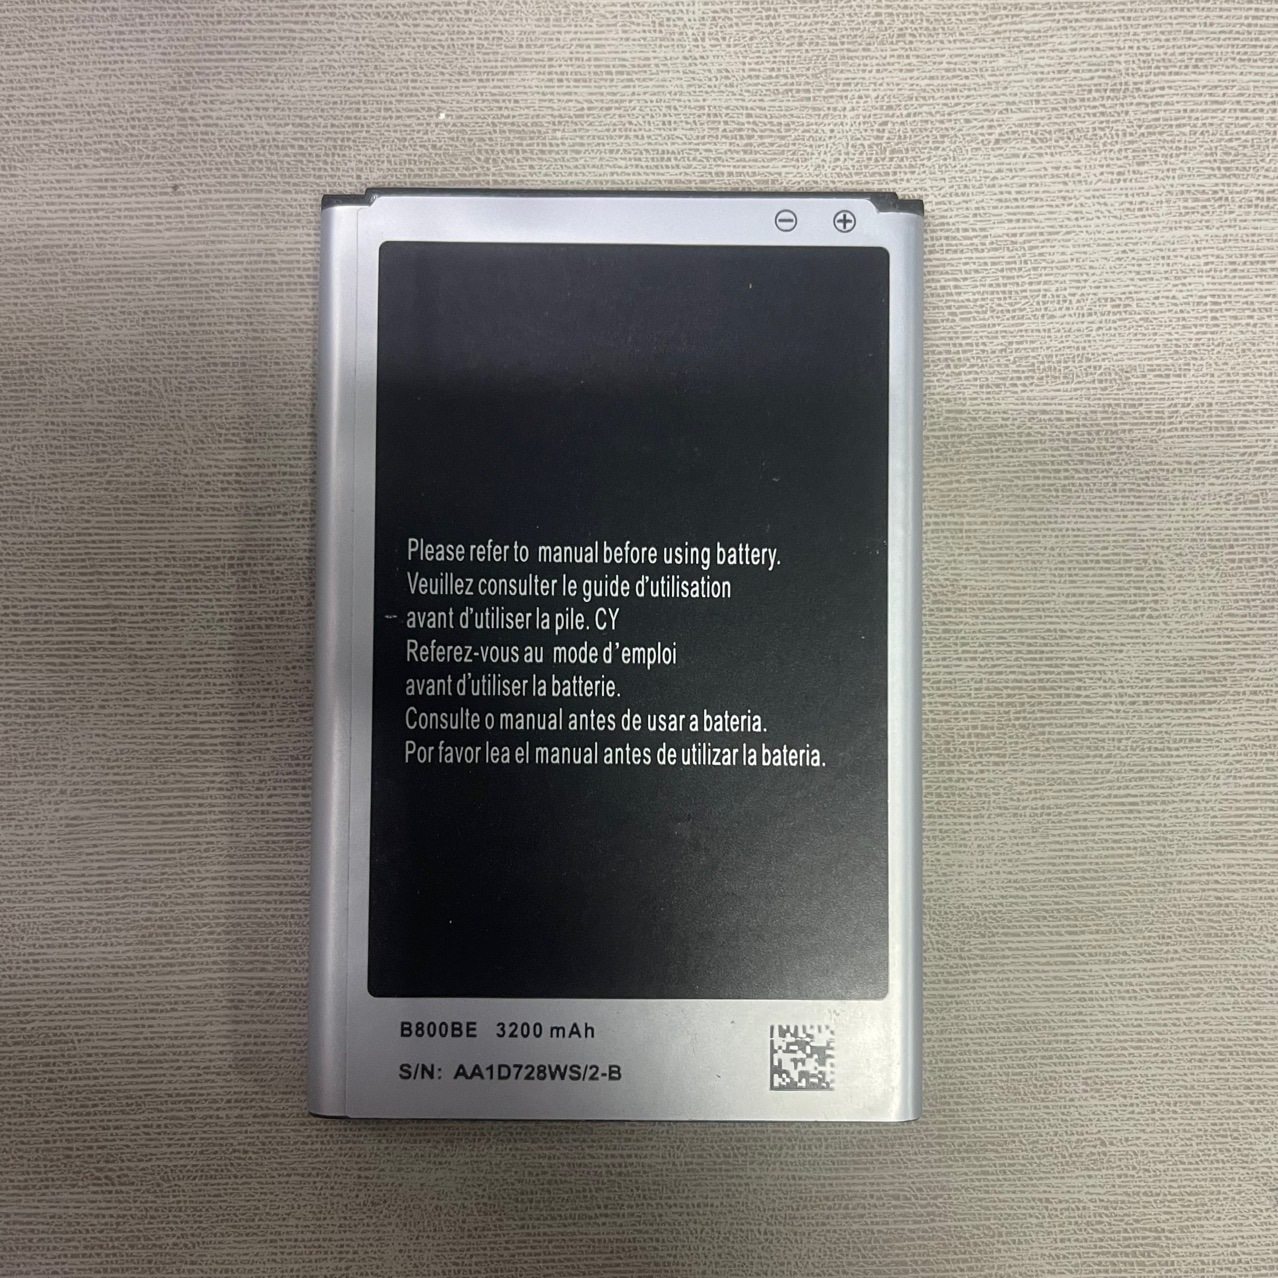 ⊖ ⊕
Please refer to manual before using battery.
Veuillez consulter le guide d'utilisation
avant d'utiliser la pile. CY
Referez-vous au mode d'emploi
avant d'utiliser la batterie.
Consulte o manual antes de usar a bateria.
Por favor lea el manual antes de utilizar la bateria.
B800BE 3200 mAh
S/N: AA1D728WS/2-B